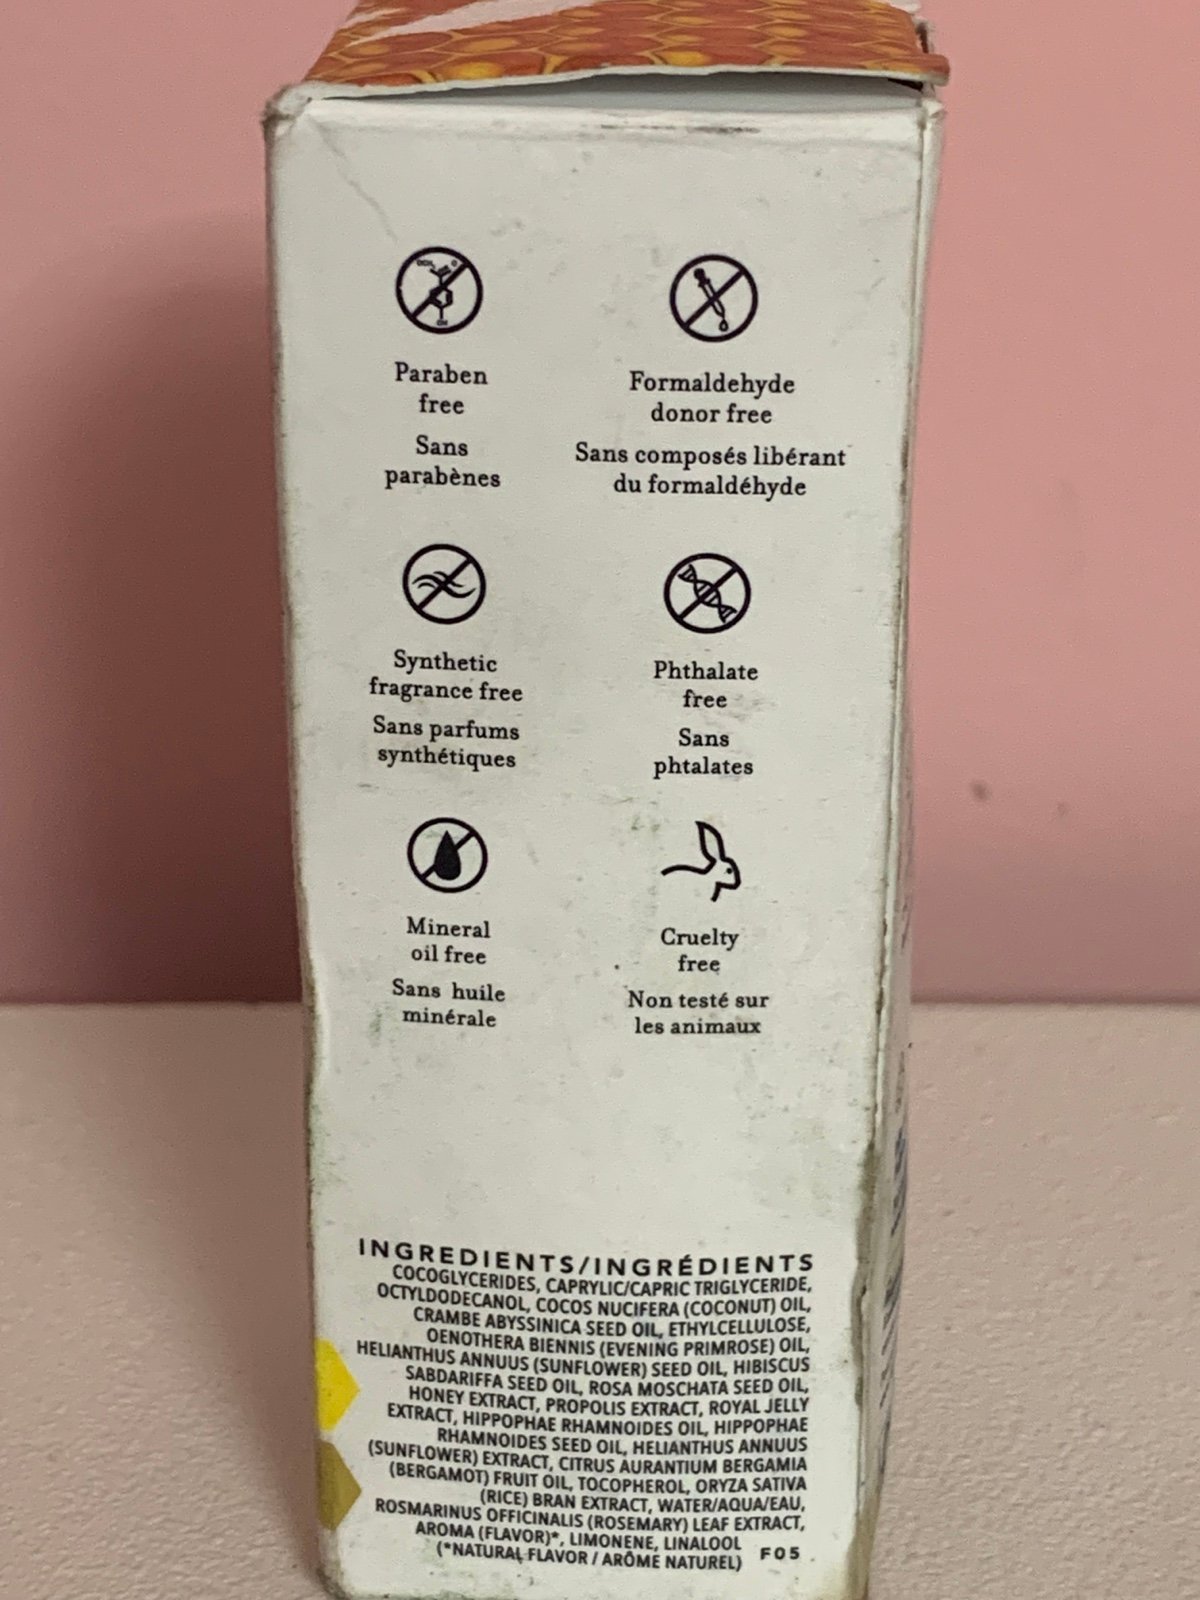 Paraben
free
Sans
parabènes
Formaldehyde
donor free
Sans composés libérant
du formaldéhyde
Synthetic
fragrance free
Sans parfums
synthétiques
Phthalate
free
Sans
phtalates
Mineral
oil free
Sans huile
minérale
Cruelty
free
Non testé sur
les animaux
INGREDIENTS/INGRÉDIENTS
COCOGLYCERIDES, CAPRYLIC/CAPRIC TRIGLYCERIDE,
OCTYLDODECANOL, COCOS NUCIFERA (COCONUT) OIL,
CRAMBE ABYSSINICA SEED OIL, ETHYLCELLULOSE,
OENOTHERA BIENNIS (EVENING PRIMROSE) OIL,
HELIANTHUS ANNUUS (SUNFLOWER) SEED OIL, HIBISCUS
SABDARIFFA SEED OIL, ROSA MOSCHATA SEED OIL,
HONEY EXTRACT, PROPOLIS EXTRACT, ROYAL JELLY
EXTRACT, HIPPOPHAE RHAMNOIDES OIL, HIPPOPHAE
RHAMNOIDES SEED OIL, HELIANTHUS ANNUUS
(SUNFLOWER) EXTRACT, CITRUS AURANTIUM BERGAMIA
(BERGAMOT) FRUIT OIL, TOCOPHEROL, ORYZA SATIVA
(RICE) BRAN EXTRACT, WATER/AQUA/EAU,
ROSMARINUS OFFICINALIS (ROSEMARY) LEAF EXTRACT,
AROMA (FLAVOR)*, LIMONENE, LINALOOL
(*NATURAL FLAVOR / ARÔME NATUREL) F05